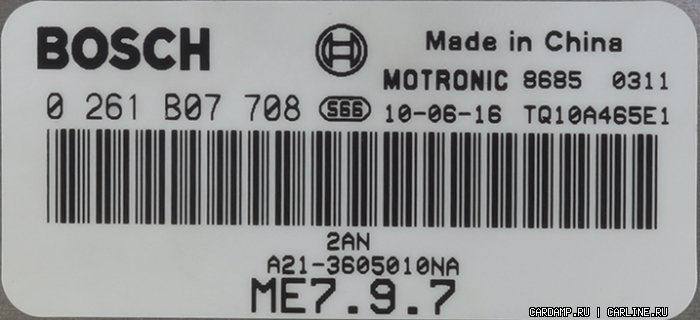 BOSCH
Made in China
MOTRONIC 8685 0311
0 261 B07 708 S66 10-06-16 TQ10A465E1
2AN
A21-3605010NA
ME7.9.7
CARDAMP.RU | CARLINE.RU